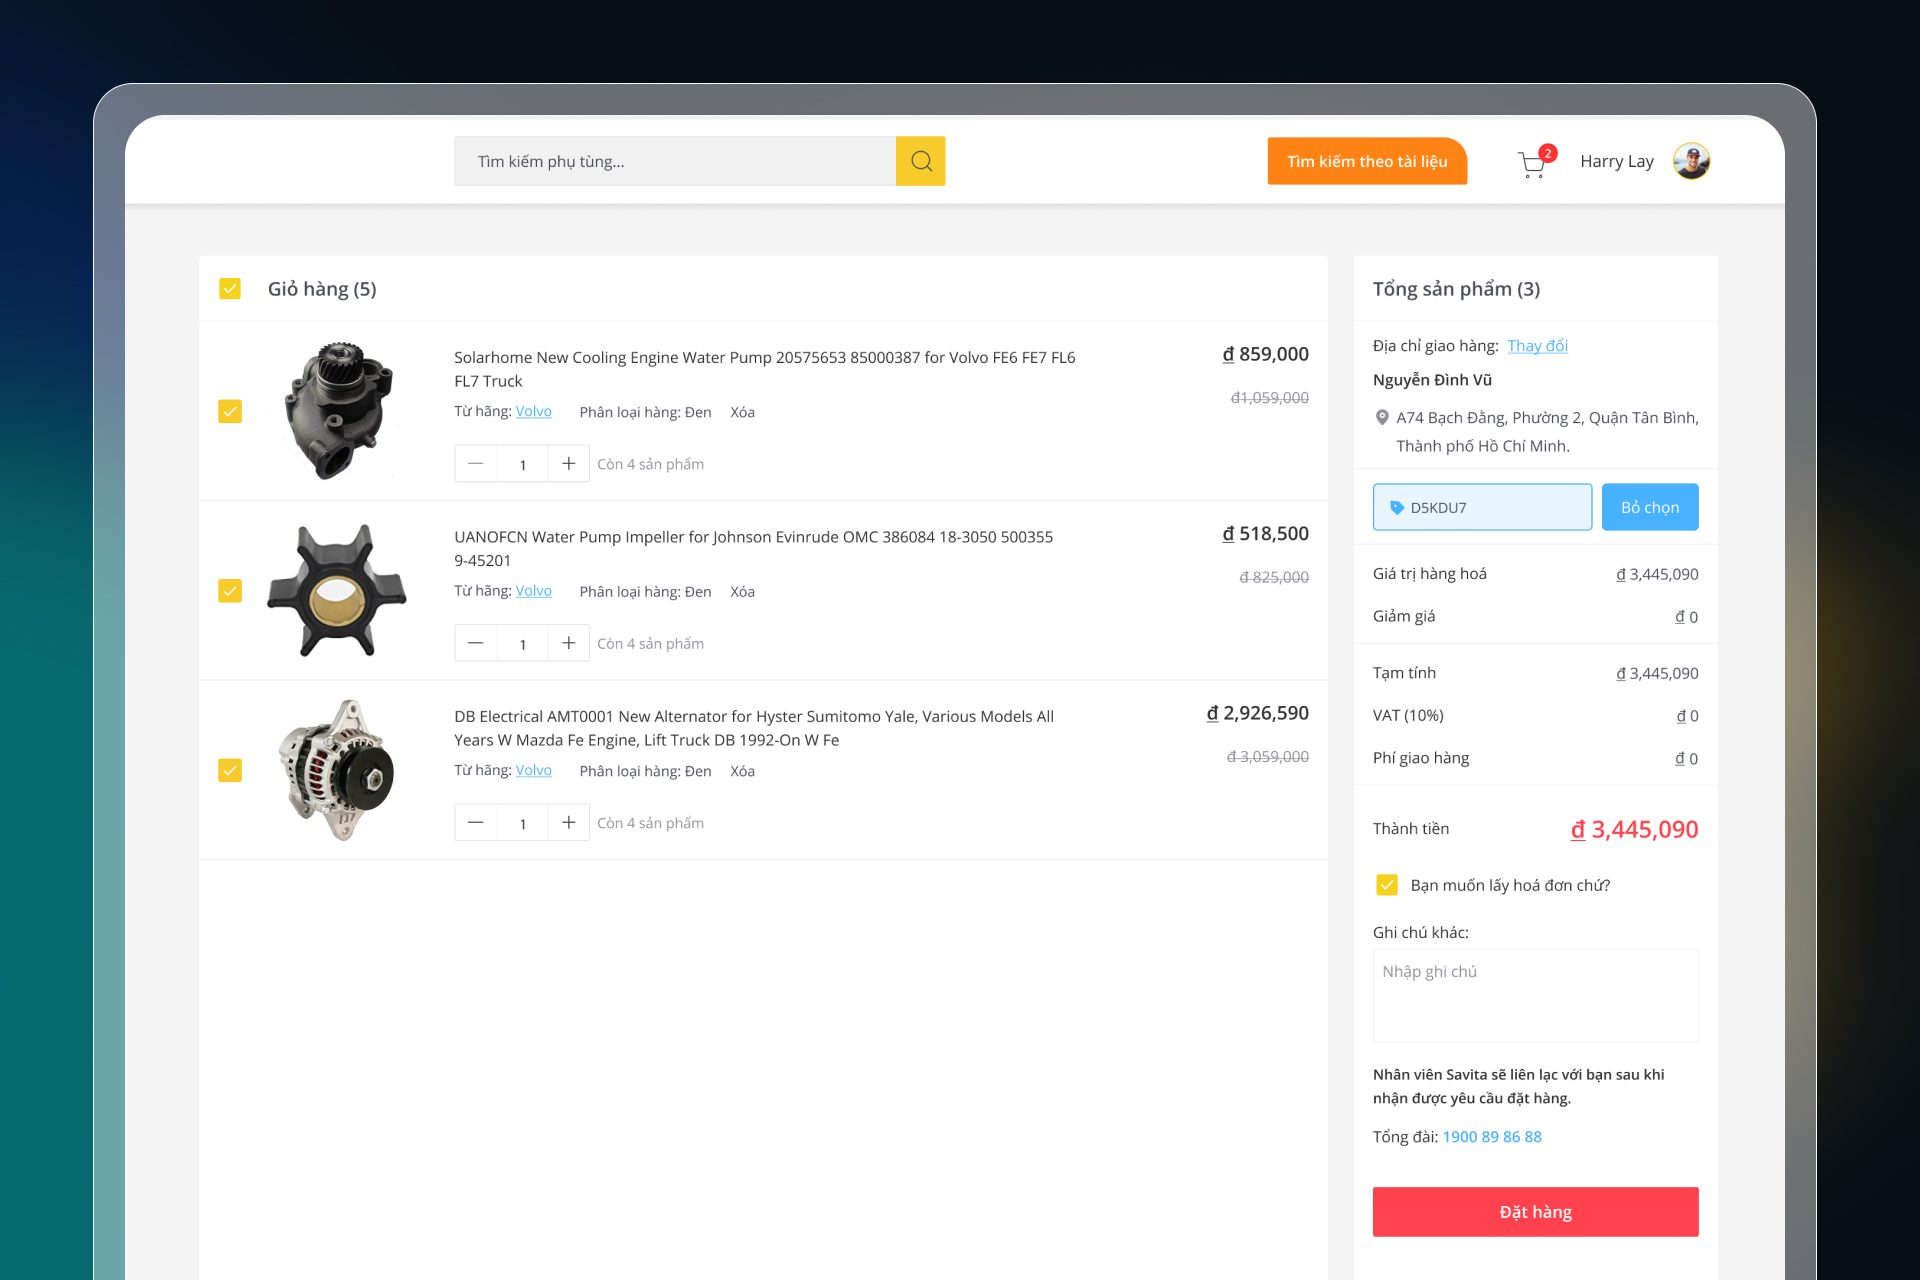 Tìm kiếm phụ tùng...
Tìm kiếm theo tài liệu
2
Harry Lay
Giỏ hàng (5)
Solarhome New Cooling Engine Water Pump 20575653 85000387 for Volvo FE6 FE7 FL6
FL7 Truck
Từ hãng: Volvo Phân loại hàng: Đen Xóa
1 Còn 4 sản phẩm
đ 859,000
đ1,059,000
UANOFCN Water Pump Impeller for Johnson Evinrude OMC 386084 18-3050 500355
9-45201
Từ hãng: Volvo Phân loại hàng: Đen Xóa
1 Còn 4 sản phẩm
đ 518,500
đ 825,000
DB Electrical AMT0001 New Alternator for Hyster Sumitomo Yale, Various Models All
Years W Mazda Fe Engine, Lift Truck DB 1992-On W Fe
Từ hãng: Volvo Phân loại hàng: Đen Xóa
1 Còn 4 sản phẩm
đ 2,926,590
đ 3,059,000
Tổng sản phẩm (3)
Địa chỉ giao hàng: Thay đổi
Nguyễn Đình Vũ
A74 Bạch Đằng, Phường 2, Quận Tân Bình,
Thành phố Hồ Chí Minh.
D5KDU7
Bỏ chọn
Giá trị hàng hoá đ 3,445,090
Giảm giá đ 0
Tạm tính đ 3,445,090
VAT (10%) đ 0
Phí giao hàng đ 0
Thành tiền đ 3,445,090
Bạn muốn lấy hoá đơn chứ?
Ghi chú khác:
Nhập ghi chú
Nhân viên Savita sẽ liên lạc với bạn sau khi
nhận được yêu cầu đặt hàng.
Tổng đài: 1900 89 86 88
Đặt hàng